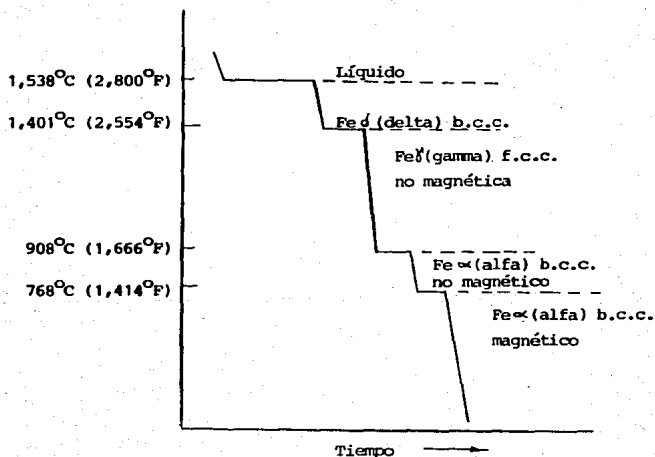 1,538°C (2,800°F)
Líquido
1,401°C (2,554°F)
Fe δ (delta) b.c.c.
Fe γ (gamma) f.c.c.
no magnética
908°C (1,666°F)
Fe ∝ (alfa) b.c.c.
no magnético
768°C (1,414°F)
Fe ∝ (alfa) b.c.c.
magnético
Tiempo